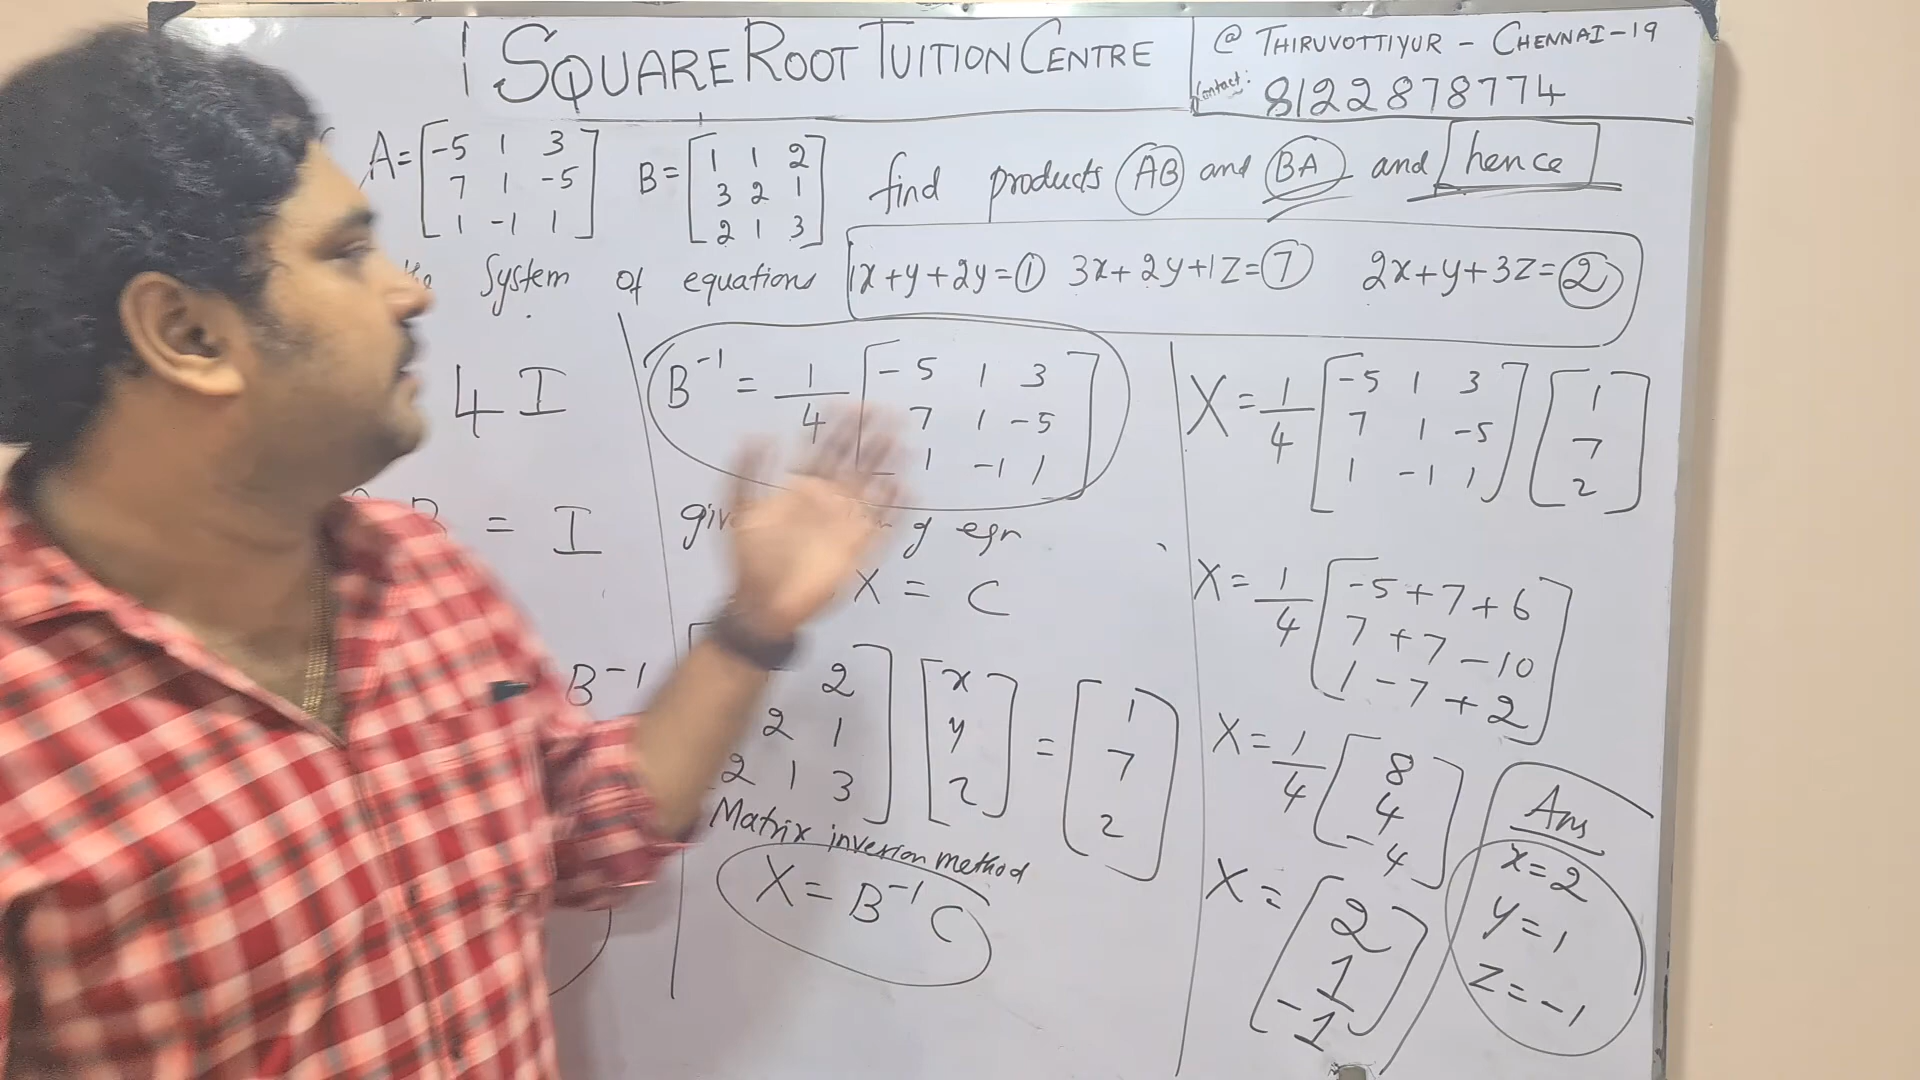 SQUARE ROOT TUITION CENTRE
@ THIRUVOTTIYUR - CHENNAI-19
Contact: 8122878774
A = [-5 1 3
7 1 -5
1 -1 1]
B = [1 1 2
3 2 1
2 1 3]
find products AB and BA and hence
the System of equations 1x+y+2y=1 3x+2y+1z=7 2x+y+3z=2
4I
B = I
B⁻¹
B⁻¹ = 1/4 [-5 1 3
7 1 -5
1 -1 1]
eqn
X = C
2
2 1
2 1 3] [x
y
z] = [1
7
2]
Matrix inversion method
X = B⁻¹ C
X = 1/4 [-5 1 3
7 1 -5
1 -1 1] [1
7
2]
X = 1/4 [-5+7+6
7+7-10
1-7+2]
X = 1/4 [8
4
-4]
X = [2
1
-1]
Ans
x=2
y=1
z=-1